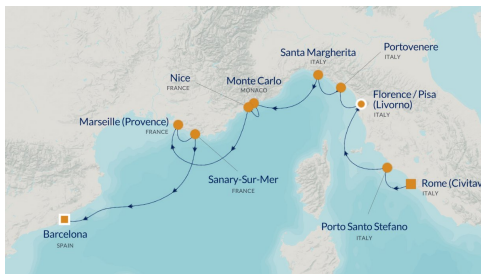 Santa Margherita
ITALY
Portovenere
ITALY
Nice
FRANCE
Monte Carlo
MONACO
Florence / Pisa
(Livorno)
ITALY
Marseille (Provence)
FRANCE
Sanary-Sur-Mer
FRANCE
Rome (Civitav
ITALY
Porto Santo Stefano
ITALY
Barcelona
SPAIN